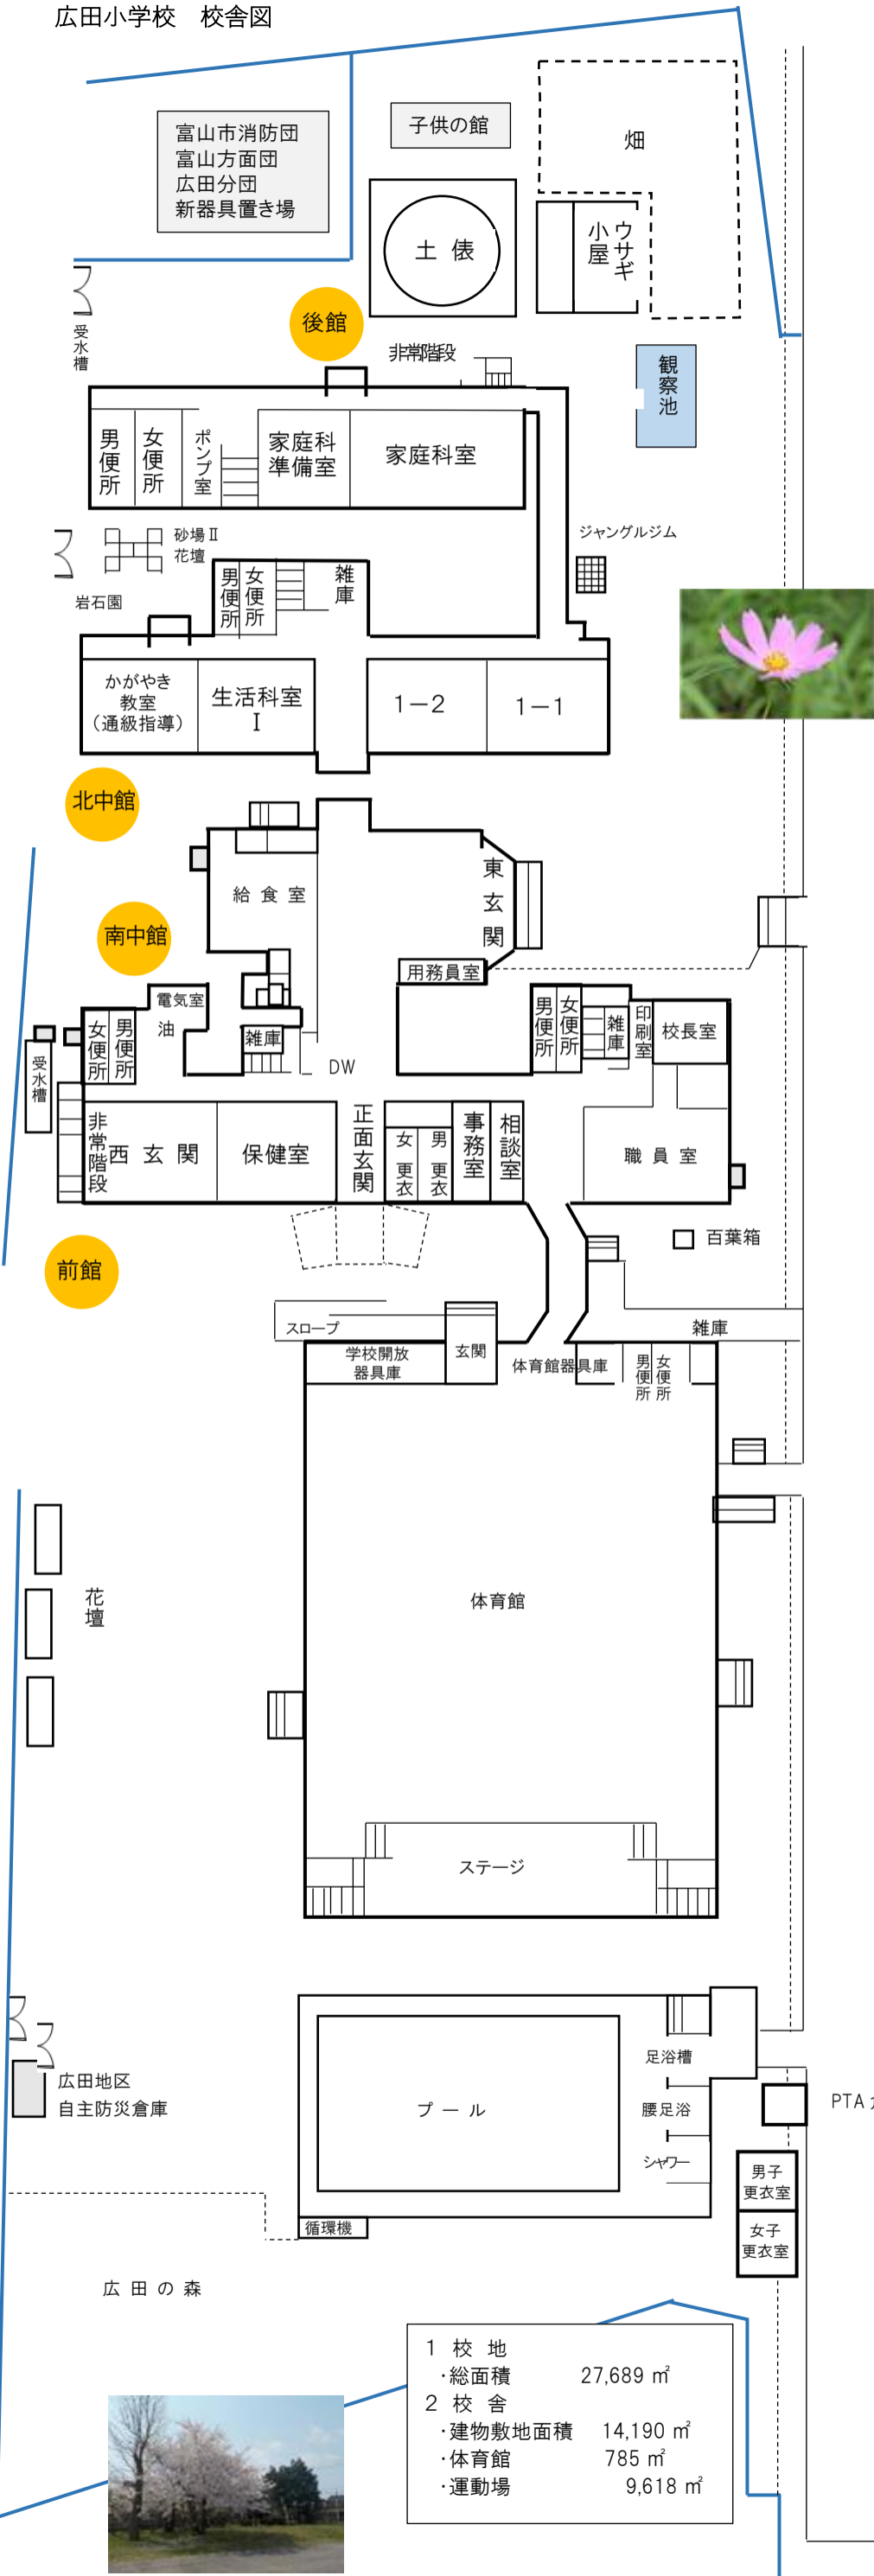 広田小学校　校舎図
富山市消防団
富山方面団
広田分団
新器具置き場
子供の館
畑
土 俵
ウサギ
小屋
受水槽
後館
非常階段
観察池
男便所
女便所
ポンプ室
家庭科
準備室
家庭科室
砂場Ⅱ
花壇
ジャングルジム
岩石園
男便所
女便所
雑庫
かがやき
教室
（通級指導）
生活科室
Ⅰ
1－2
1－1
北中館
給 食 室
東玄関
南中館
用務員室
電気室
油
女便所
男便所
雑庫
DW
男便所
女便所
雑庫
印刷室
校長室
受水槽
非常階段
西 玄 関
保健室
正面玄関
女 更衣
男 更衣
事務室
相談室
職 員 室
百葉箱
前館
スロープ
雑庫
学校開放
器具庫
玄関
体育館器具庫
男便所
女便所
花壇
体育館
ステージ
足浴槽
広田地区
自主防災倉庫
プ ー ル
腰足浴
シャワー
PTA
男子
更衣室
女子
更衣室
循環機
広 田 の 森
1 校 地
・総面積 27,689 ㎡
2 校 舎
・建物敷地面積 14,190 ㎡
・体育館 785 ㎡
・運動場 9,618 ㎡